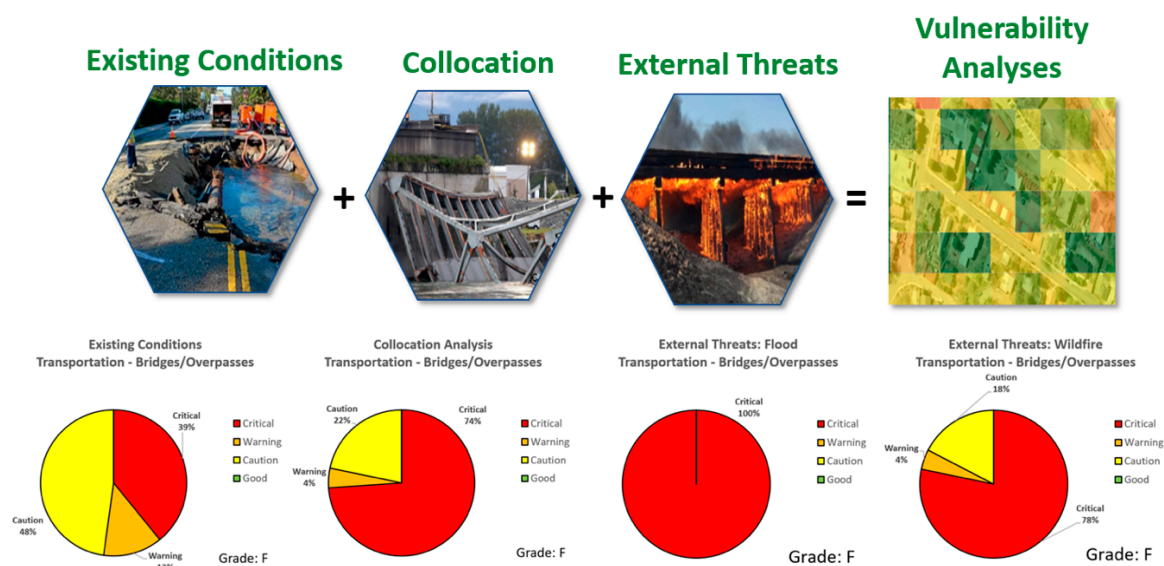 Existing Conditions
Collocation
External Threats
Vulnerability
Analyses
+
+
=
Existing Conditions
Transportation - Bridges/Overpasses
Critical
39%
Warning
Caution
48%
Critical
Warning
Caution
Good
Grade: F
Collocation Analysis
Transportation - Bridges/Overpasses
Caution
22%
Critical
74%
Warning
4%
Critical
Warning
Caution
Good
Grade: F
External Threats: Flood
Transportation - Bridges/Overpasses
Critical
100%
Critical
Warning
Caution
Good
Grade: F
External Threats: Wildfire
Transportation - Bridges/Overpasses
Caution
18%
Warning
4%
Critical
78%
Critical
Warning
Caution
Good
Grade: F